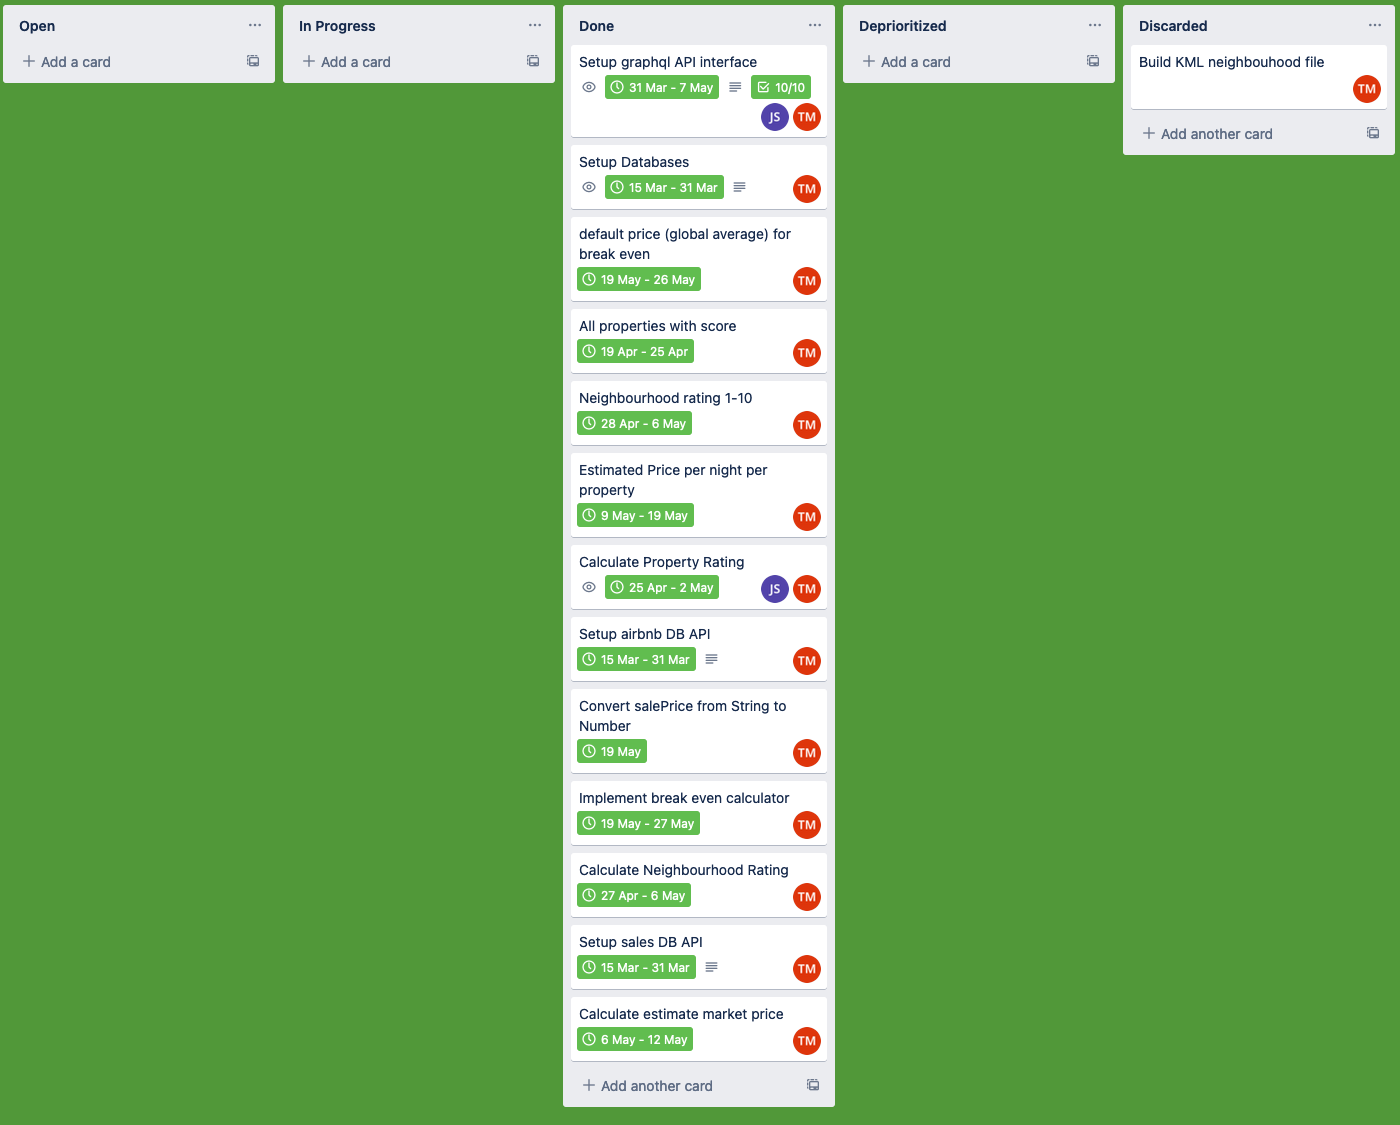 Open
Add a card
In Progress
Add a card
Done
Setup graphql API interface
31 Mar - 7 May
10/10
JS TM
Setup Databases
15 Mar - 31 Mar
TM
default price (global average) for
break even
19 May - 26 May
TM
All properties with score
19 Apr - 25 Apr
TM
Neighbourhood rating 1-10
28 Apr - 6 May
TM
Estimated Price per night per
property
9 May - 19 May
TM
Calculate Property Rating
25 Apr - 2 May
JS TM
Setup airbnb DB API
15 Mar - 31 Mar
TM
Convert salePrice from String to
Number
19 May
TM
Implement break even calculator
19 May - 27 May
TM
Calculate Neighbourhood Rating
27 Apr - 6 May
TM
Setup sales DB API
15 Mar - 31 Mar
TM
Calculate estimate market price
6 May - 12 May
TM
Add another card
Deprioritized
Add a card
Discarded
Build KML neighbouhood file
TM
Add another card